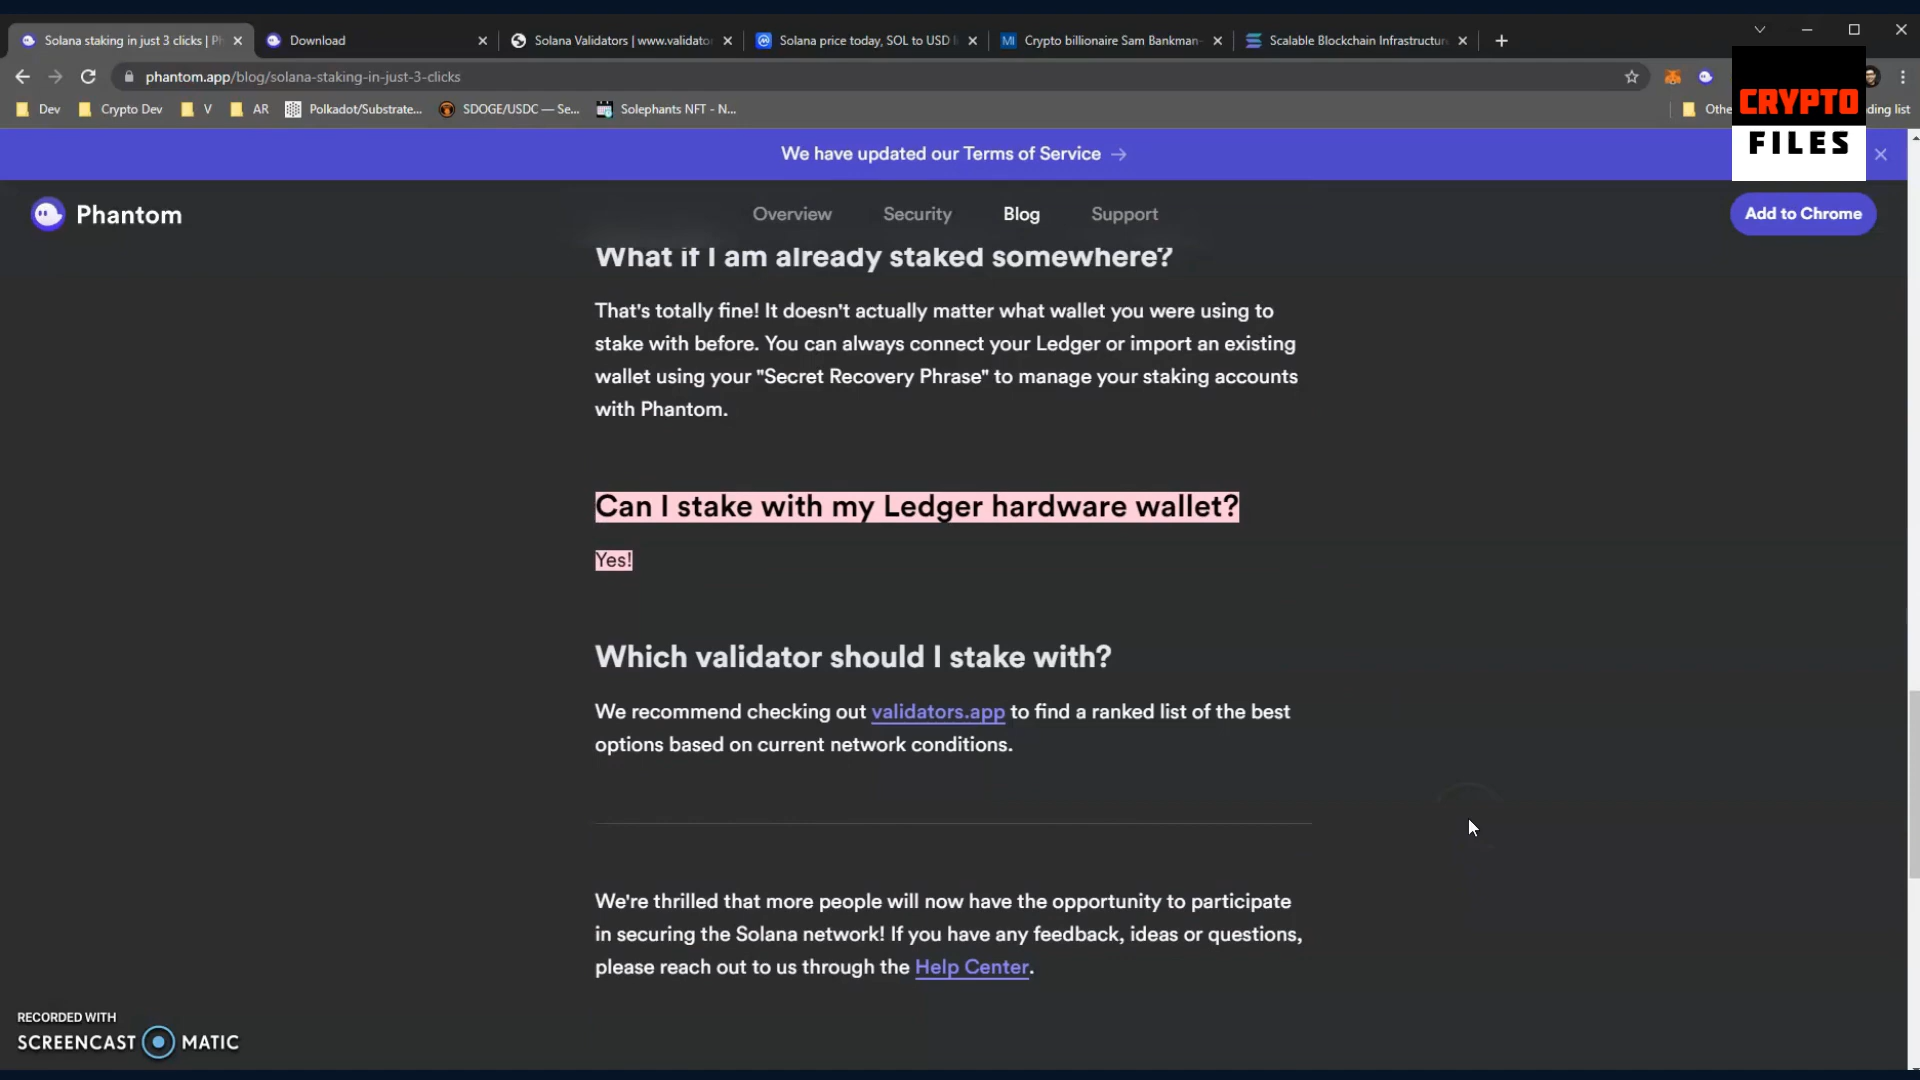 Solana staking in just 3 clicks | P
Download
Solana Validators | www.validato
Solana price today, SOL to USD
Crypto billionaire Sam Bankman-
Scalable Blockchain Infrastructur
phantom.app/blog/solana-staking-in-just-3-clicks
Dev
Crypto Dev
V
AR
Polkadot/Substrate...
SDOGE/USDC — Se...
Solephants NFT - N...
Othe
ding list
CRYPTO
FILES
We have updated our Terms of Service →
Phantom
Overview
Security
Blog
Support
Add to Chrome
What if I am already staked somewhere?
That's totally fine! It doesn't actually matter what wallet you were using to
stake with before. You can always connect your Ledger or import an existing
wallet using your "Secret Recovery Phrase" to manage your staking accounts
with Phantom.
Can I stake with my Ledger hardware wallet?
Yes!
Which validator should I stake with?
We recommend checking out validators.app to find a ranked list of the best
options based on current network conditions.
We're thrilled that more people will now have the opportunity to participate
in securing the Solana network! If you have any feedback, ideas or questions,
please reach out to us through the Help Center.
RECORDED WITH
SCREENCAST MATIC